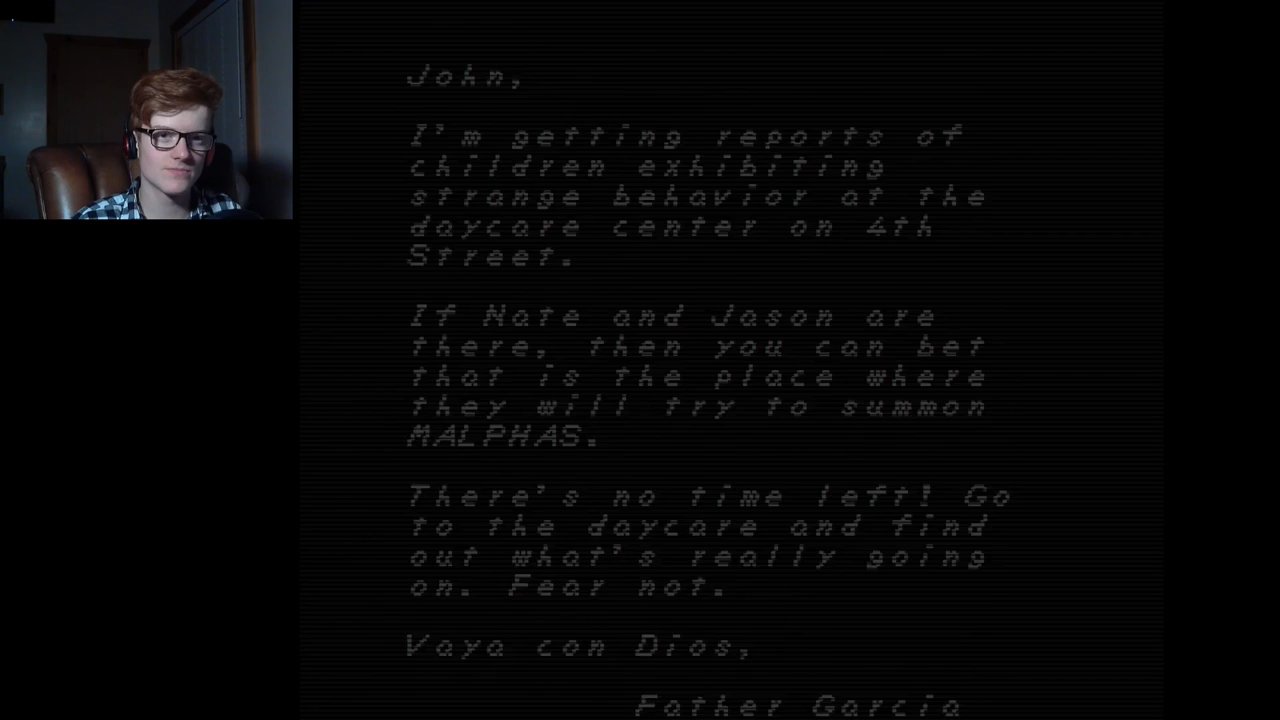 John,
I'm getting reports of
children exhibiting
strange behavior at the
daycare center on 4th
Street.
If Nate and Jason are
there, then you can bet
that is the place where
they will try to summon
MALPHAS.
There's no time left! Go
to the daycare and find
out what's really going
on. Fear not.
Vaya con Dios,
Father Garcia